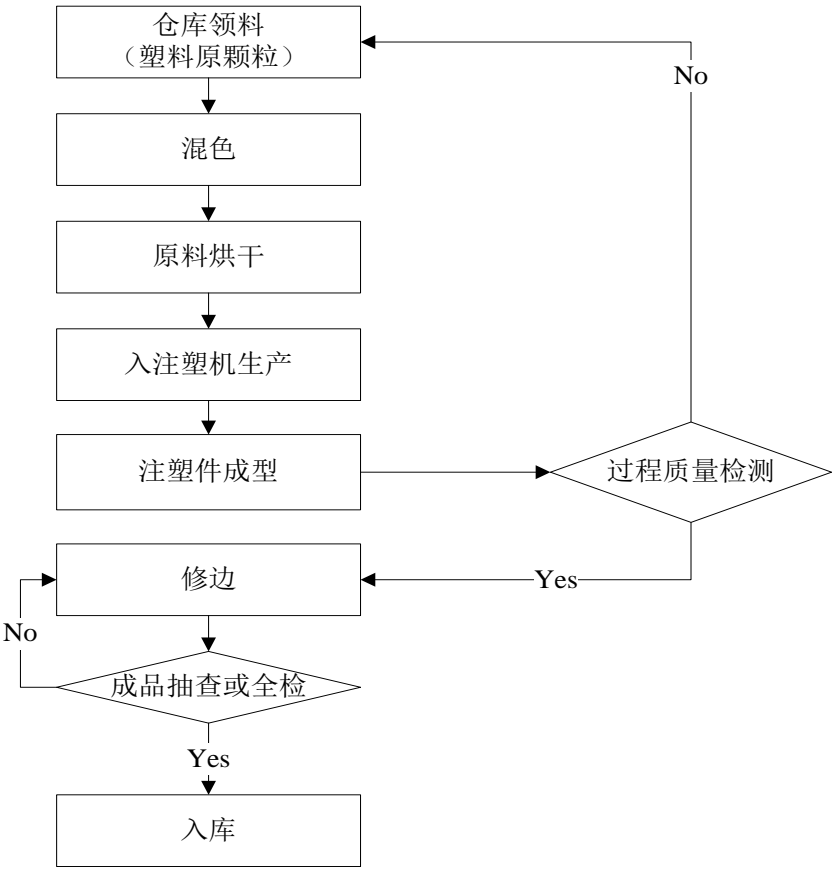 仓库领料
（塑料原颗粒）
No
混色
原料烘干
入注塑机生产
注塑件成型
过程质量检测
修边
Yes
No
成品抽查或全检
Yes
入库